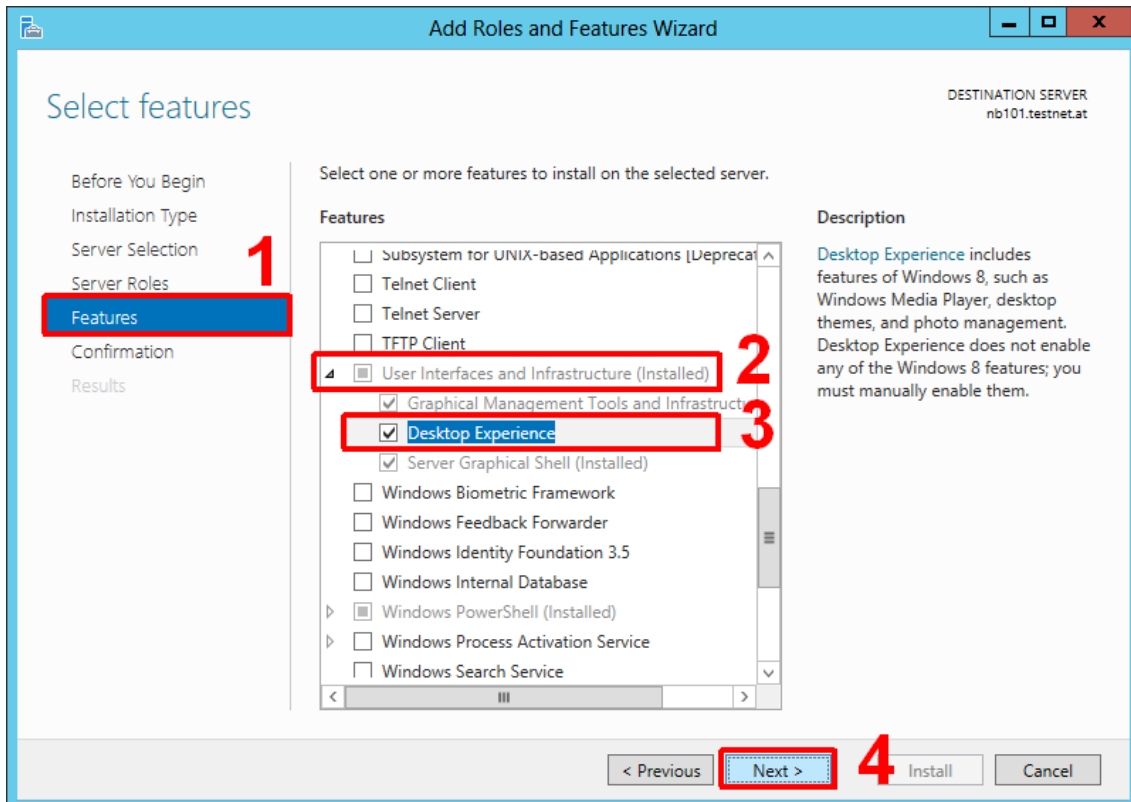 Add Roles and Features Wizard
Select features
DESTINATION SERVER
nb101.testnet.at
Before You Begin
Installation Type
Server Selection
1
Server Roles
Features
Confirmation
Results
Select one or more features to install on the selected server.
Features
Subsystem for UNIX-based Applications [Deprecat
Telnet Client
Telnet Server
TFTP Client
User Interfaces and Infrastructure (Installed)
2
Graphical Management Tools and Infrastructu
Desktop Experience
3
Server Graphical Shell (Installed)
Windows Biometric Framework
Windows Feedback Forwarder
Windows Identity Foundation 3.5
Windows Internal Database
Windows PowerShell (Installed)
Windows Process Activation Service
Windows Search Service
Description
Desktop Experience includes
features of Windows 8, such as
Windows Media Player, desktop
themes, and photo management.
Desktop Experience does not enable
any of the Windows 8 features; you
must manually enable them.
< Previous
Next >
4
Install
Cancel